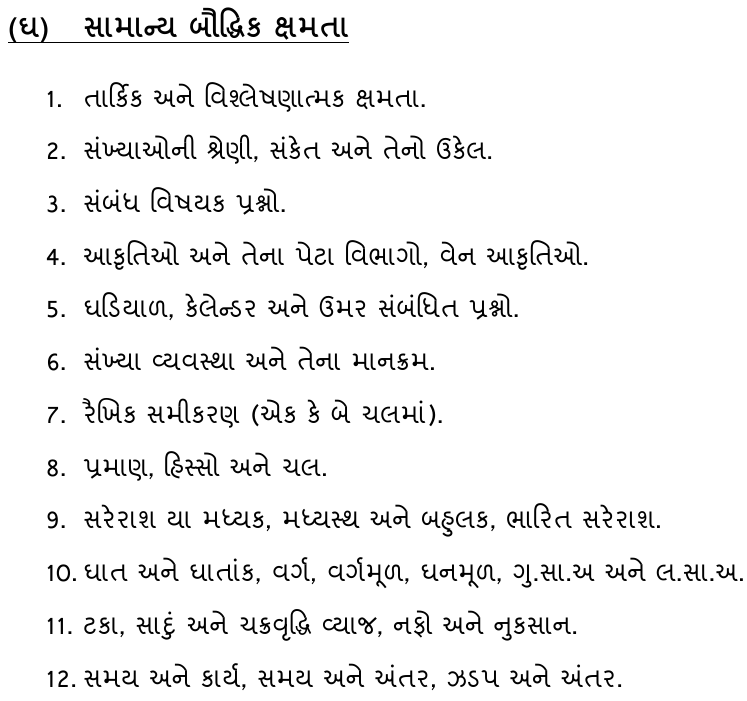 (ઘ) સામાન્ય બૌદ્ધિક ક્ષમતા
1. તાર્કિક અને વિશ્લેષણાત્મક ક્ષમતા.
2. સંખ્યાઓની શ્રેણી, સંકેત અને તેનો ઉકેલ.
3. સંબંધ વિષયક પ્રશ્નો.
4. આકૃતિઓ અને તેના પેટા વિભાગો, વેન આકૃતિઓ.
5. ઘડિયાળ, કેલેન્ડર અને ઉમર સંબંધિત પ્રશ્નો.
6. સંખ્યા વ્યવસ્થા અને તેના માનક્રમ.
7. રૈખિક સમીકરણ (એક કે બે ચલમાં).
8. પ્રમાણ, હિસ્સો અને ચલ.
9. સરેરાશ યા મધ્યક, મધ્યસ્થ અને બહુલક, ભારિત સરેરાશ.
10. ઘાત અને ઘાતાંક, વર્ગ, વર્ગમૂળ, ઘનમૂળ, ગુ.સા.અ અને લ.સા.અ.
11. ટકા, સાદું અને ચક્રવૃદ્ધિ વ્યાજ, નફો અને નુકસાન.
12. સમય અને કાર્ય, સમય અને અંતર, ઝડપ અને અંતર.